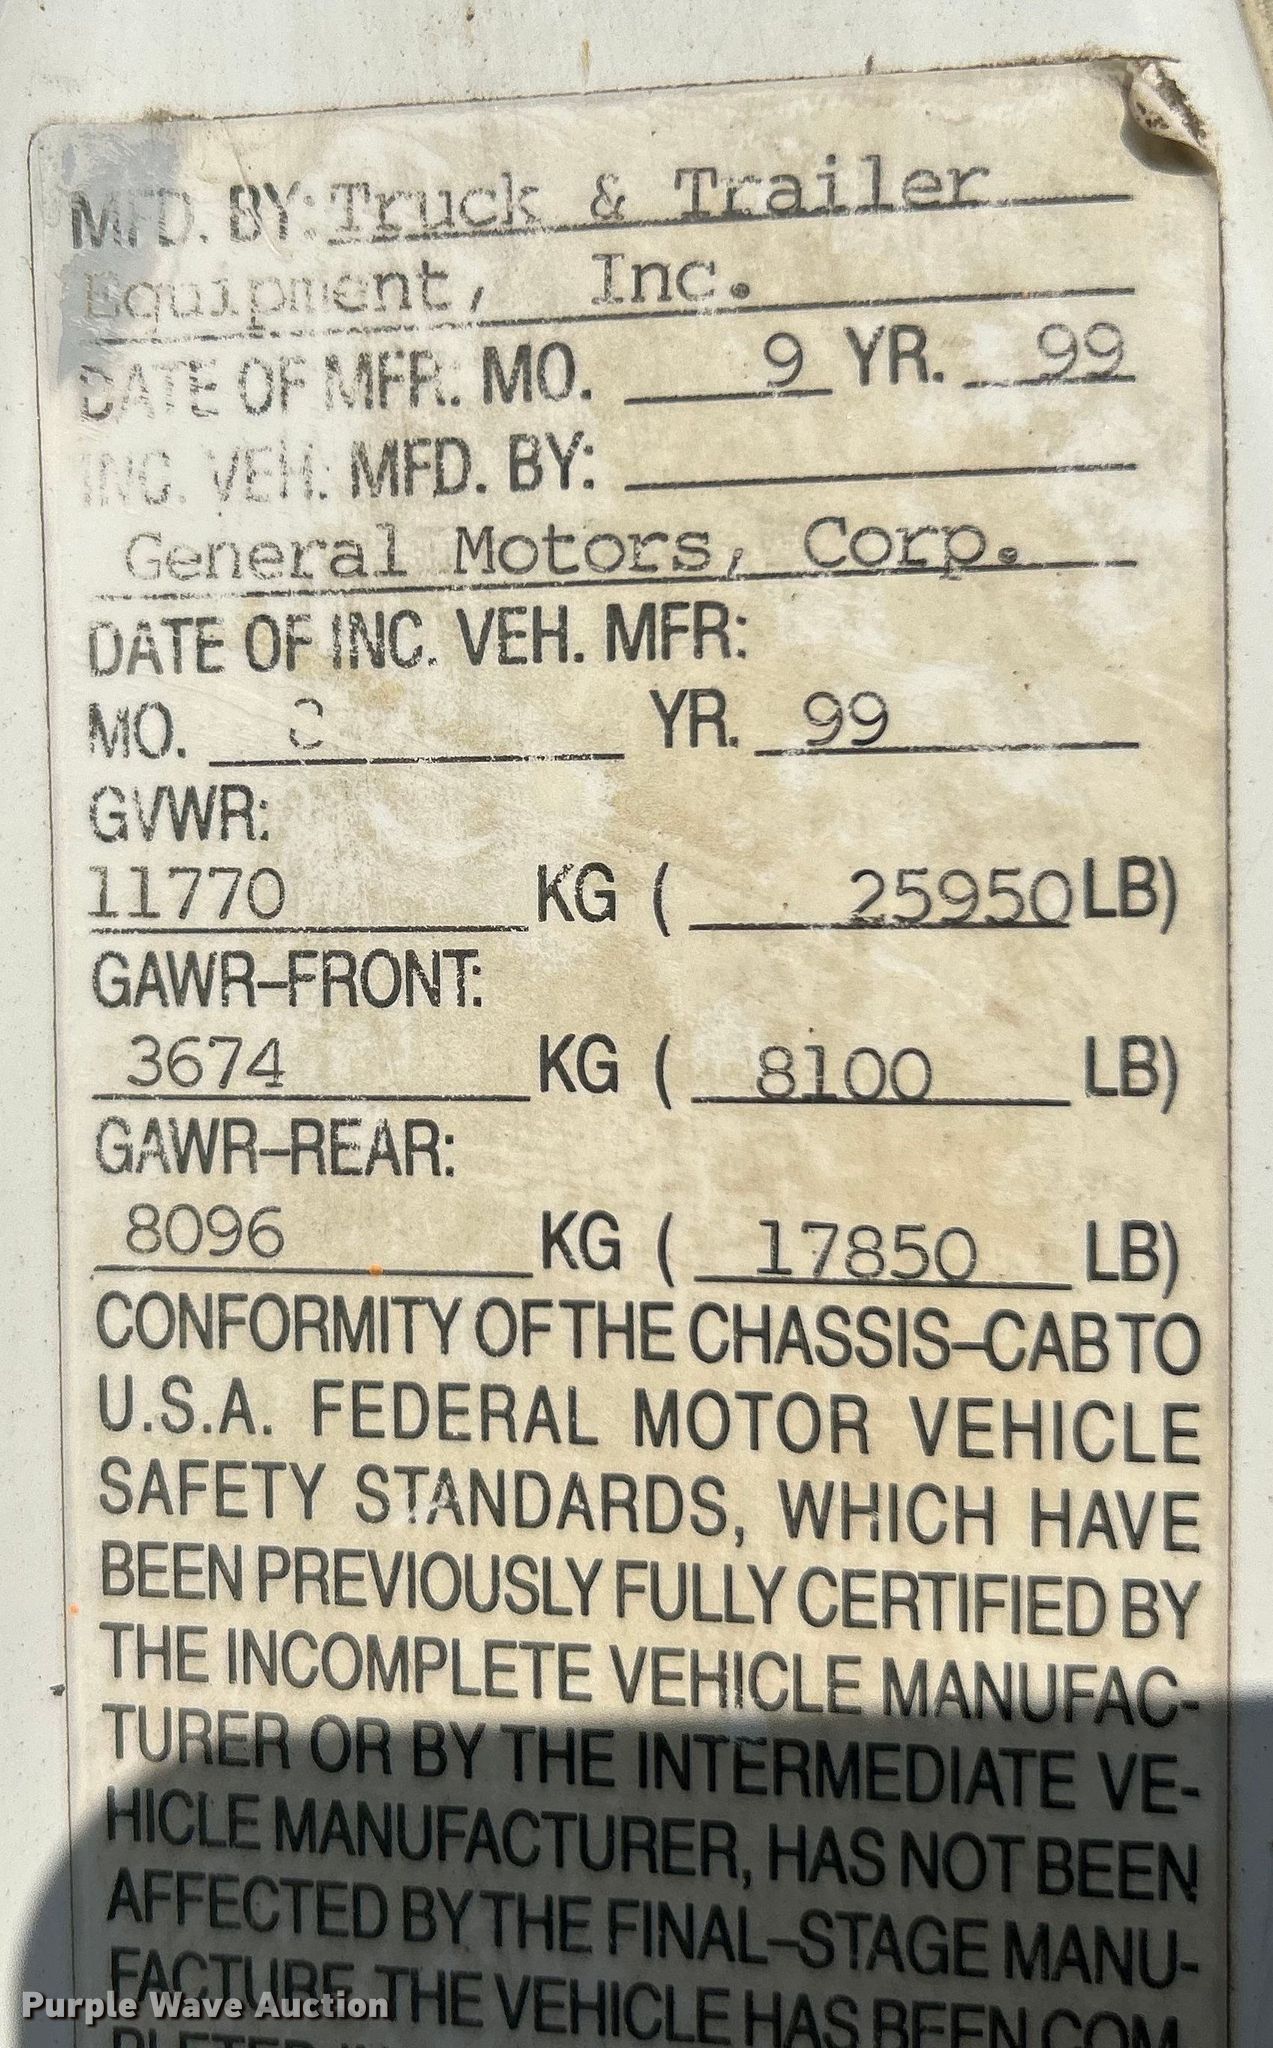 MFD. BY: Truck & Trailer
Equipment, Inc.
DATE OF MFR: MO. 9 YR. 99
INC. VEH. MFD. BY:
General Motors, Corp.
DATE OF INC. VEH. MFR:
MO. YR. 99
GVWR:
11770 KG ( 25950 LB)
GAWR-FRONT:
3674 KG ( 8100 LB)
GAWR-REAR:
8096 KG ( 17850 LB)
CONFORMITY OF THE CHASSIS-CAB TO
U.S.A. FEDERAL MOTOR VEHICLE
SAFETY STANDARDS, WHICH HAVE
BEEN PREVIOUSLY FULLY CERTIFIED BY
THE INCOMPLETE VEHICLE MANUFAC-
TURER OR BY THE INTERMEDIATE VE-
HICLE MANUFACTURER, HAS NOT BEEN
AFFECTED BY THE FINAL-STAGE MANU-
FACTURE THE VEHICLE HAS BEEN COM
Purple Wave Auction